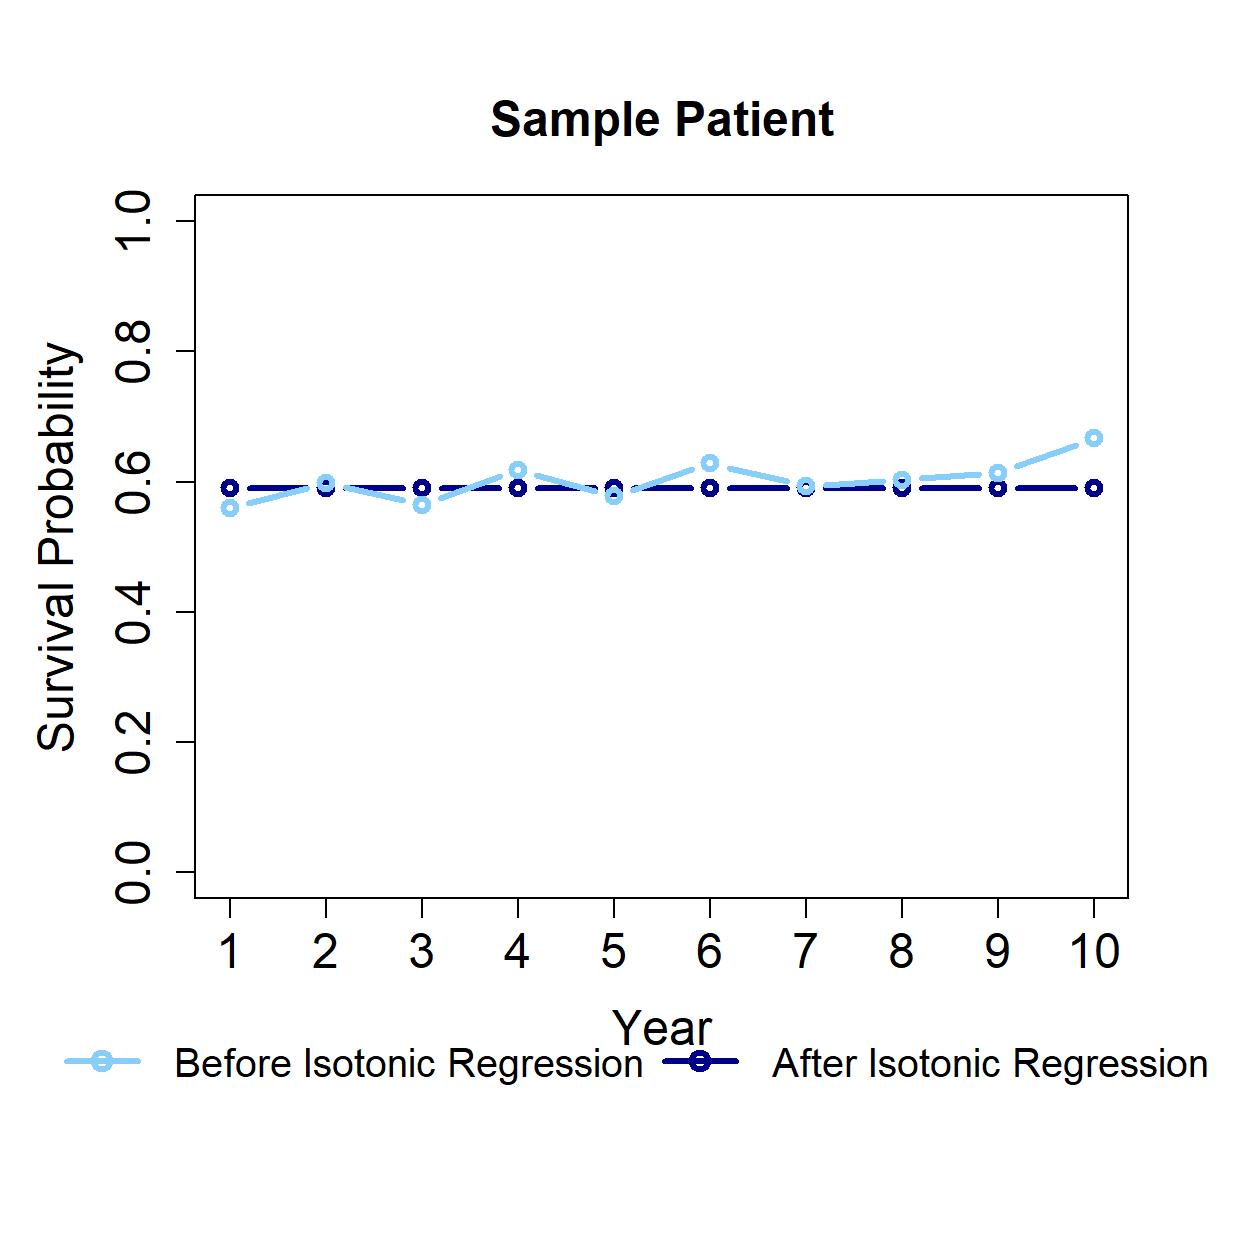 Sample Patient
Survival Probability
1.0
0.8
0.6
0.4
0.2
0.0
1 2 3 4 5 6 7 8 9 10
Year
Before Isotonic Regression After Isotonic Regression